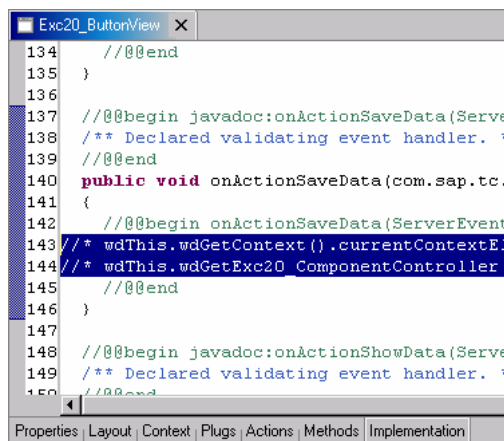 Exc20_ButtonView
134 //@@end
135 }
136
137 //@@begin javadoc:onActionSaveData(Serve
138 /** Declared validating event handler. *
139 //@@end
140 public void onActionSaveData(com.sap.tc.
141 {
142 //@@begin onActionSaveData(ServerEvent
143 //* wdThis.wdGetContext().currentContextEl
144 //* wdThis.wdGetExc20_ComponentController
145 //@@end
146 }
147
148 //@@begin javadoc:onActionShowData(Serve
149 /** Declared validating event handler. *
150 //@@end
Properties Layout Context Plugs Actions Methods Implementation